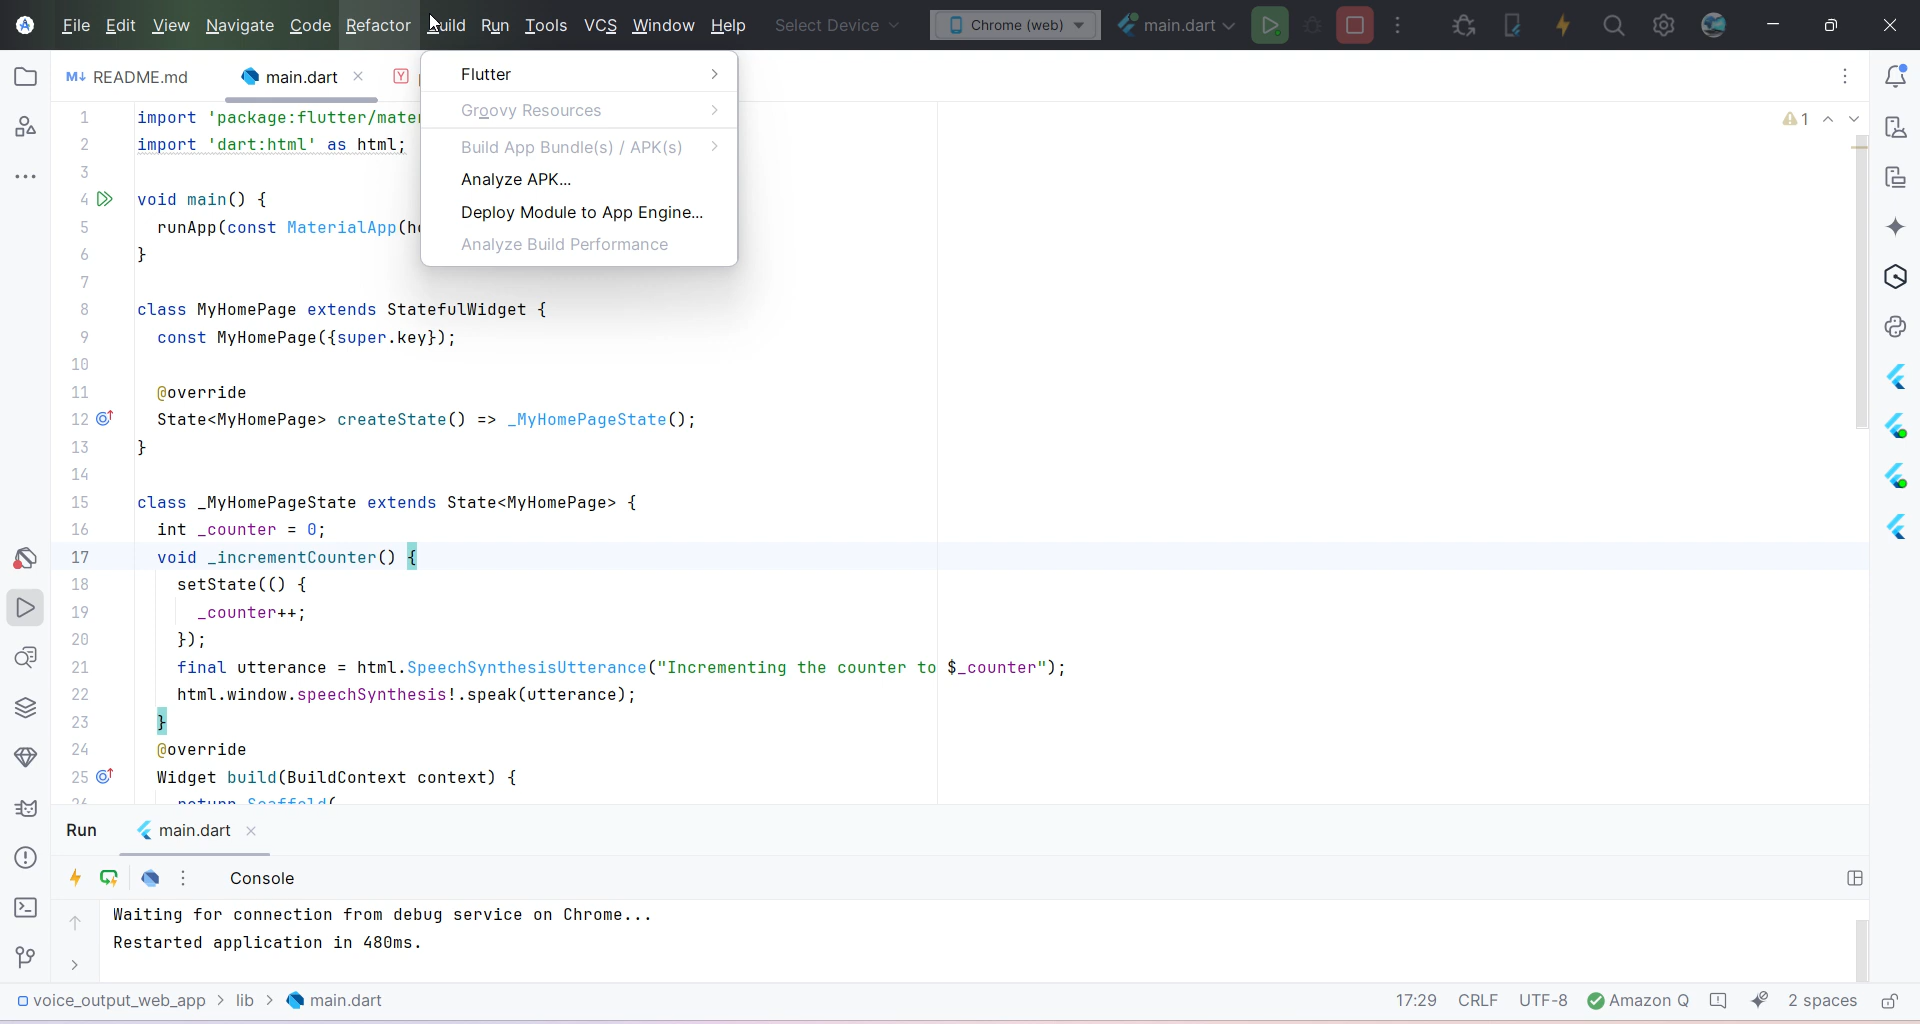 File Edit View Navigate Code Refactor Build Run Tools VCS Window Help Select Device Chrome (web) main.dart
M↓ README.md main.dart Y
1 import 'package:flutter/mater
2 import 'dart:html' as html;
3
4 void main() {
5 runApp(const MaterialApp(h
6 }
7
8 class MyHomePage extends StatefulWidget {
9 const MyHomePage({super.key});
10
11 @override
12 State<MyHomePage> createState() => _MyHomePageState();
13 }
14
15 class _MyHomePageState extends State<MyHomePage> {
16 int _counter = 0;
17 void _incrementCounter() {
18 setState(() {
19 _counter++;
20 });
21 final utterance = html.SpeechSynthesisUtterance("Incrementing the counter to $_counter");
22 html.window.speechSynthesis!.speak(utterance);
23 }
24 @override
25 Widget build(BuildContext context) {
26 return Scaffold(
Flutter
Groovy Resources
Build App Bundle(s) / APK(s)
Analyze APK...
Deploy Module to App Engine...
Analyze Build Performance
1
Run main.dart
Console
Waiting for connection from debug service on Chrome...
Restarted application in 480ms.
voice_output_web_app > lib > main.dart 17:29 CRLF UTF-8 Amazon Q 2 spaces